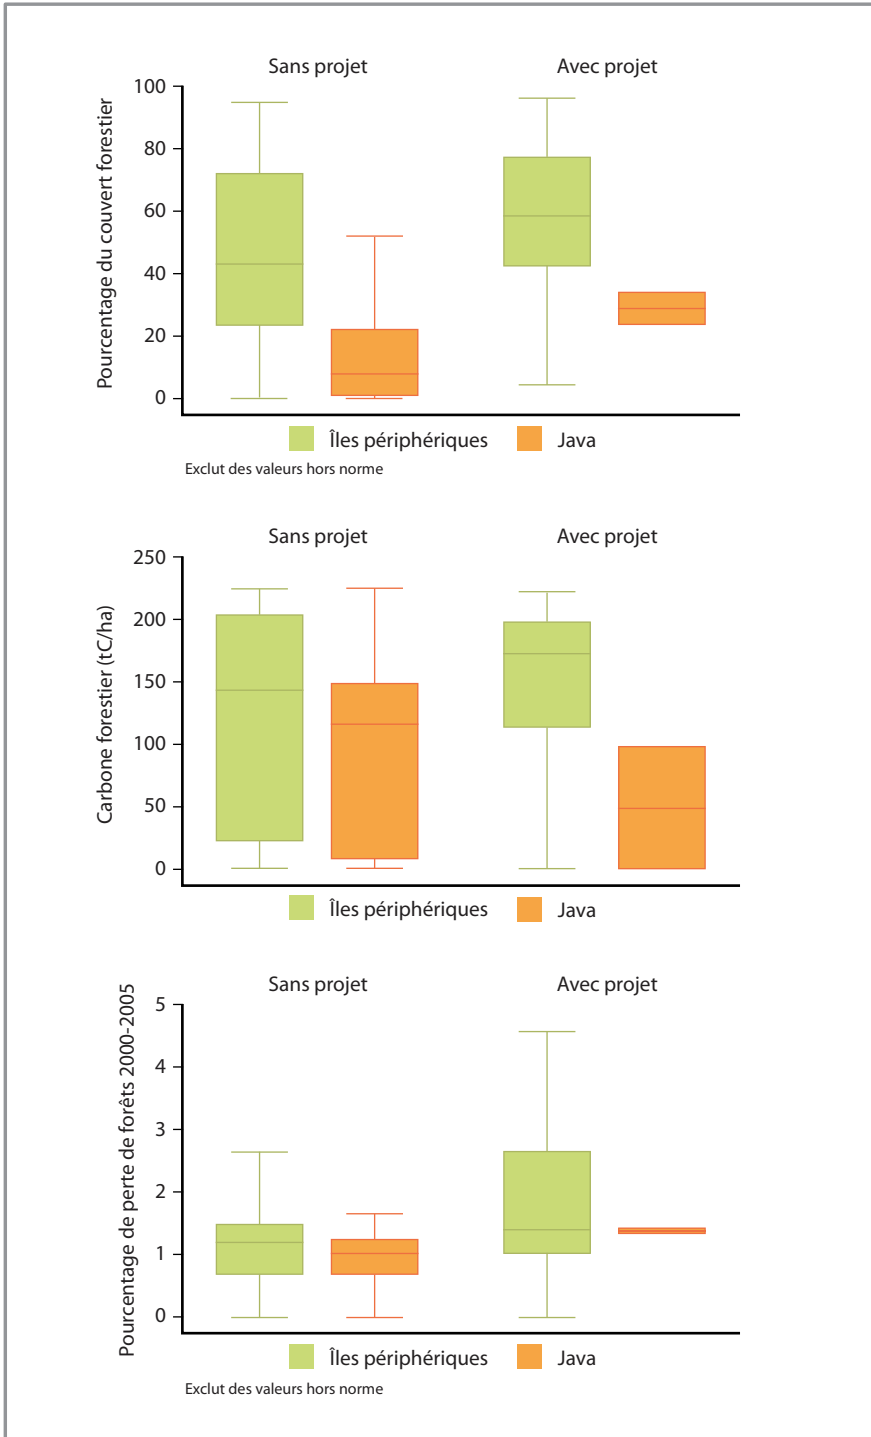 Sans projet Avec projet
Pourcentage du couvert forestier
100
80
60
40
20
0
Îles périphériques Java
Exclut des valeurs hors norme
Sans projet Avec projet
Carbone forestier (tC/ha)
250
200
150
100
50
0
Îles périphériques Java
Sans projet Avec projet
Pourcentage de perte de forêts 2000-2005
5
4
3
2
1
0
Îles périphériques Java
Exclut des valeurs hors norme